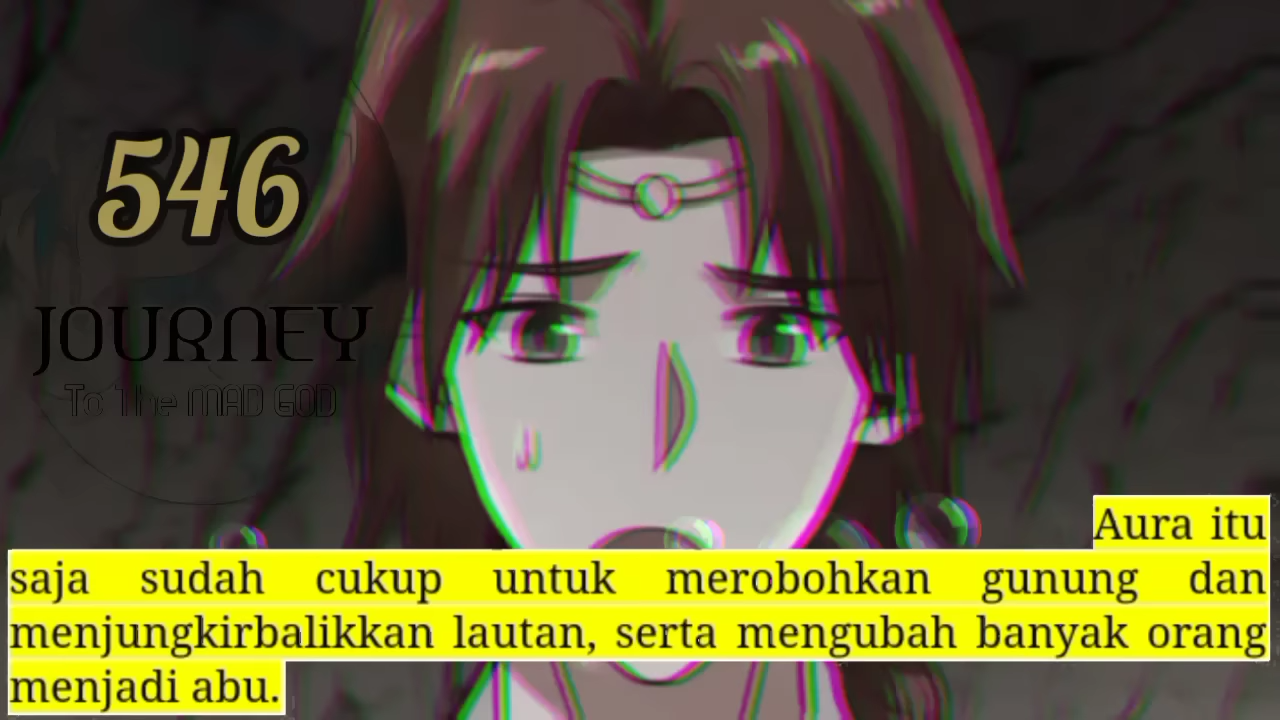 546
JOURNEY
To The MAD GOD
Aura itu
saja sudah cukup untuk merobohkan gunung dan
menjungkirbalikkan lautan, serta mengubah banyak orang
menjadi abu.